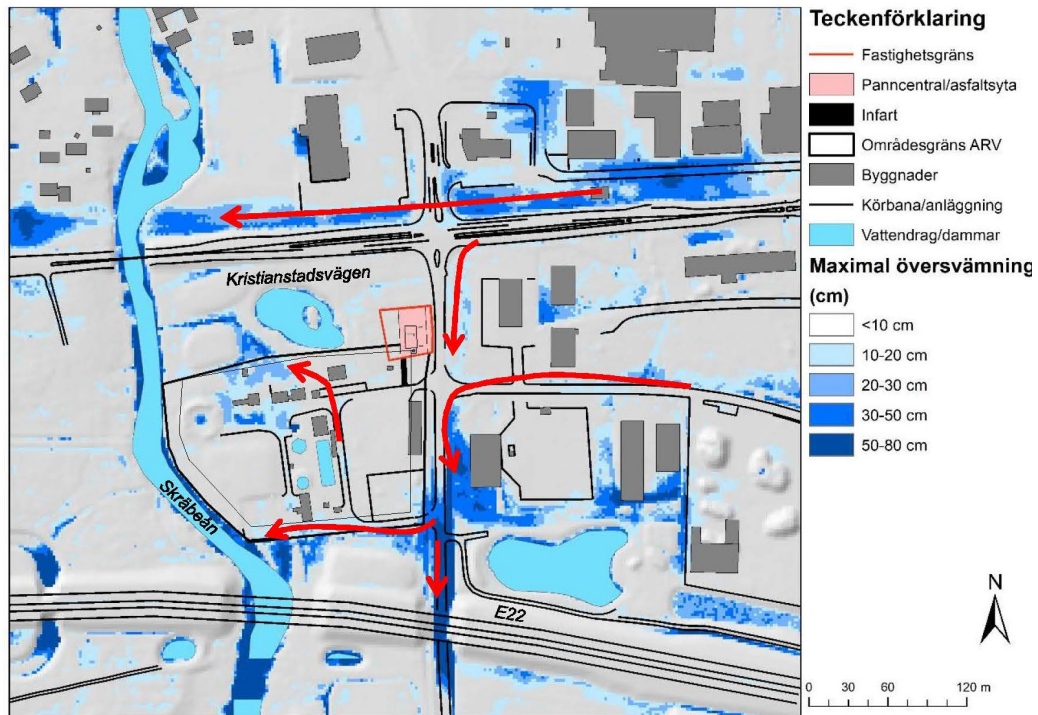 Kristianstadsvägen
Skräbeån
E22
Teckenförklaring
Fastighetsgräns
Panncentral/asfaltsyta
Infart
Områdesgräns ARV
Byggnader
Körbana/anläggning
Vattendrag/dammar
Maximal översvämning
(cm)
<10 cm
10-20 cm
20-30 cm
30-50 cm
50-80 cm
N
0 30 60 120 m